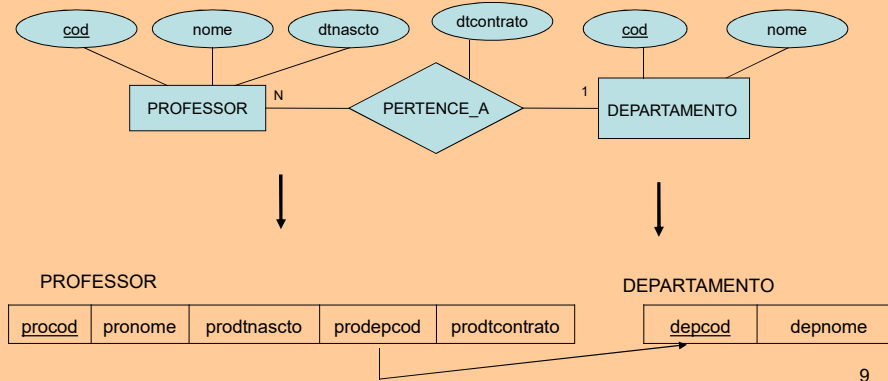 cod nome dtnascto dtcontrato cod nome
PROFESSOR N PERTENCE_A 1 DEPARTAMENTO
PROFESSOR
procod pronome prodtnascto prodepcod prodtcontrato
DEPARTAMENTO
depcod depnome
9